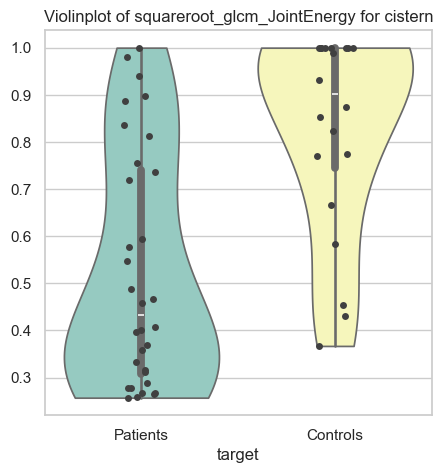 Violinplot of squareroot_glcm_JointEnergy for cistern
1.0
0.9
0.8
0.7
0.6
0.5
0.4
0.3
Patients
Controls
target